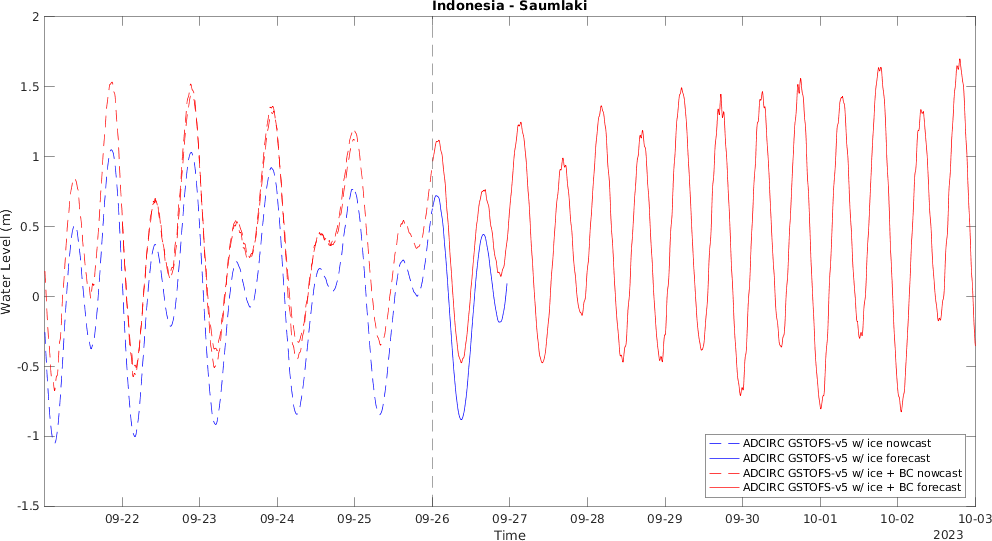 Indonesia - Saumlaki
2
1.5
1
0.5
0
-0.5
-1
-1.5
Water Level (m)
ADCIRC GSTOFS-v5 w/ ice nowcast
ADCIRC GSTOFS-v5 w/ ice forecast
ADCIRC GSTOFS-v5 w/ ice + BC nowcast
ADCIRC GSTOFS-v5 w/ ice + BC forecast
09-22 09-23 09-24 09-25 09-26 09-27 09-28 09-29 09-30 10-01 10-02 10-03
Time 2023